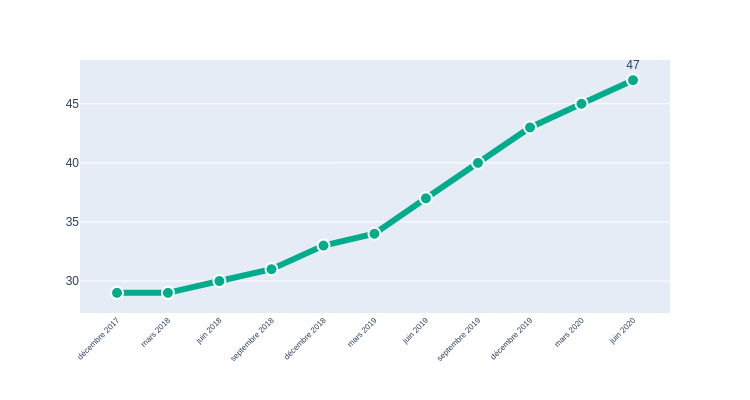 47
45
40
35
30
décembre 2017
mars 2018
juin 2018
septembre 2018
décembre 2018
mars 2019
juin 2019
septembre 2019
décembre 2019
mars 2020
juin 2020